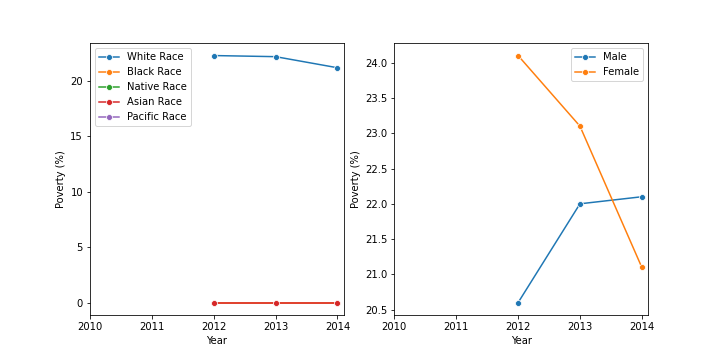 White Race
Black Race
Native Race
Asian Race
Pacific Race
20
15
10
5
0
Poverty (%)
2010 2011 2012 2013 2014
Year
Male
Female
24.0
23.5
23.0
22.5
22.0
21.5
21.0
20.5
Poverty (%)
2010 2011 2012 2013 2014
Year